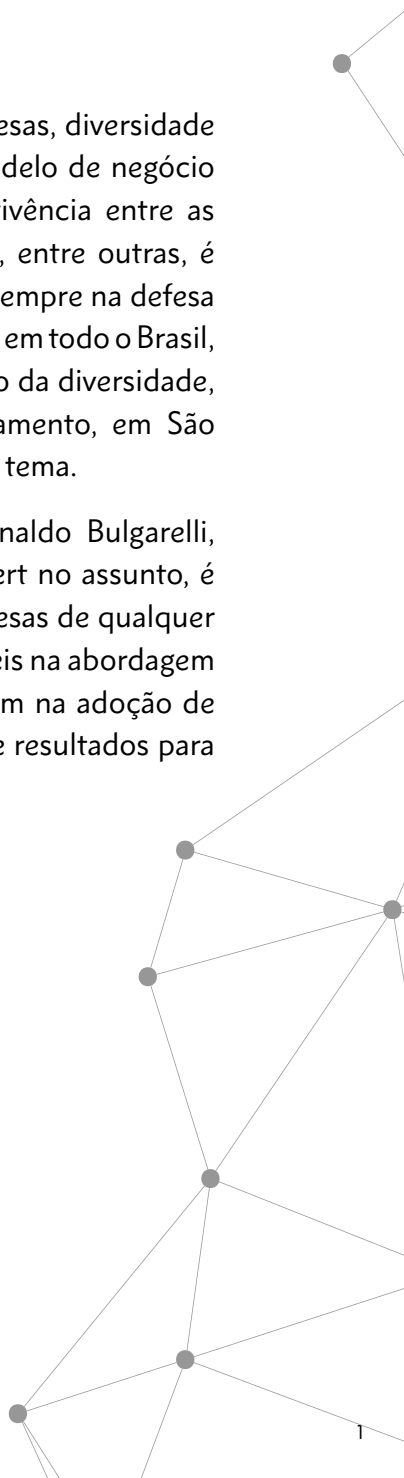 esas, diversidade
delo de negócio
ivência entre as
, entre outras, é
empre na defesa
em todo o Brasil,
o da diversidade,
amento, em São
tema.
naldo Bulgarelli,
ert no assunto, é
esas de qualquer
eis na abordagem
m na adoção de
e resultados para
1